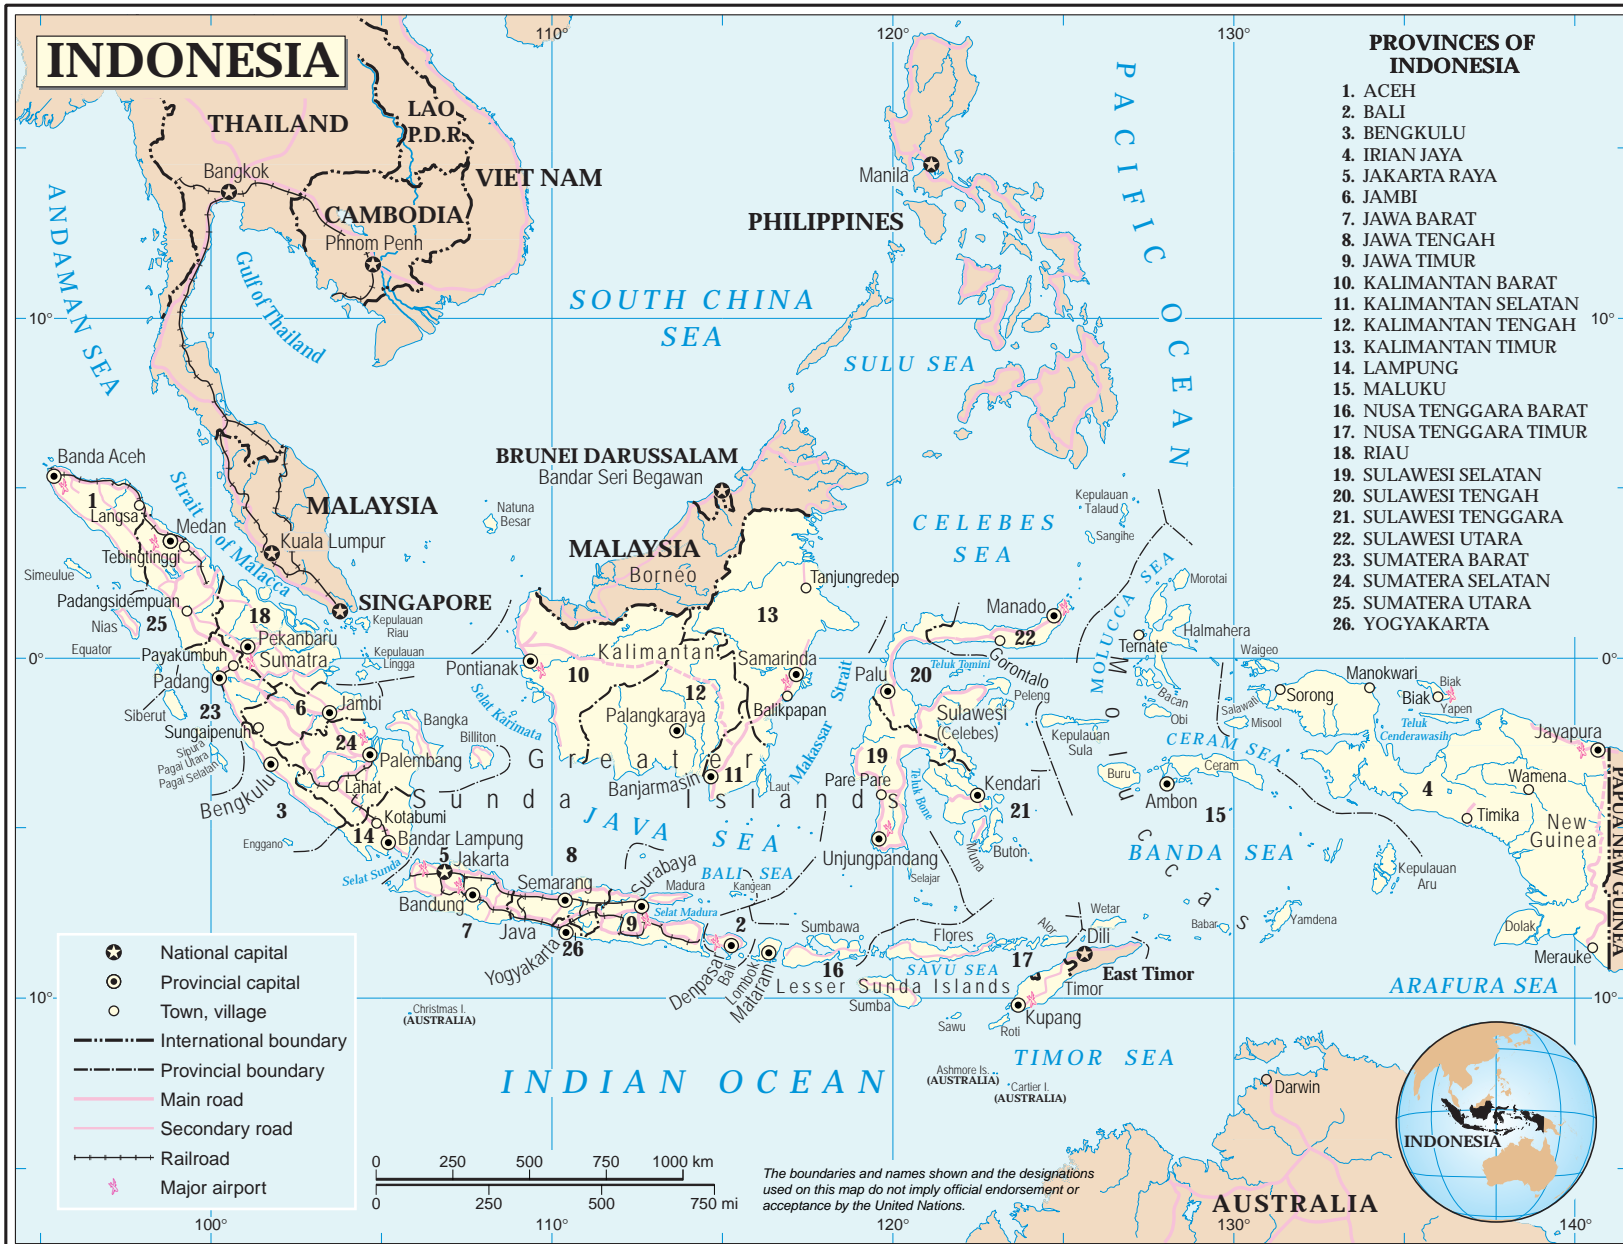 INDONESIA
110°
120°
130°
PROVINCES OF
INDONESIA
1. ACEH
2. BALI
3. BENGKULU
4. IRIAN JAYA
5. JAKARTA RAYA
6. JAMBI
7. JAWA BARAT
8. JAWA TENGAH
9. JAWA TIMUR
10. KALIMANTAN BARAT
11. KALIMANTAN SELATAN
12. KALIMANTAN TENGAH
13. KALIMANTAN TIMUR
14. LAMPUNG
15. MALUKU
16. NUSA TENGGARA BARAT
17. NUSA TENGGARA TIMUR
18. RIAU
19. SULAWESI SELATAN
20. SULAWESI TENGAH
21. SULAWESI TENGGARA
22. SULAWESI UTARA
23. SUMATERA BARAT
24. SUMATERA SELATAN
25. SUMATERA UTARA
26. YOGYAKARTA
THAILAND
LAO
P.D.R.
VIET NAM
Bangkok
CAMBODIA
Phnom Penh
Gulf of Thailand
ANDAMAN SEA
Manila
PHILIPPINES
PACIFIC OCEAN
SOUTH CHINA
SEA
SULU SEA
10°
10°
BRUNEI DARUSSALAM
Bandar Seri Begawan
CELEBES
SEA
Kepulauan
Talaud
Sangihe
Banda Aceh
1
Langsa
Strait of Malacca
Medan
Tebingtinggi
MALAYSIA
Kuala Lumpur
Natuna
Besar
MALAYSIA
Borneo
Simeulue
Padangsidempuan
Nias
25
18
SINGAPORE
Kepulauan
Riau
Equator
Payakumbuh
Pekanbaru
Sumatra
Kepulauan
Lingga
0°
0°
Padang
Siberut
23
Sungaipenuh
6
Jambi
Sipura
Pagai Utara
Pagai Selatan
24
Bangka
Billiton
Palembang
Bengkulu
Lahat
3
Kotabumi
14
Bandar Lampung
Enggano
Selat Sunda
Pontianak
Selat Karimata
10
Kalimantan
12
13
Tanjungredep
Samarinda
Balikpapan
Palangkaraya
Banjarmasin
11
Laut
Makassar Strait
Greater
Sunda Islands
JAVA SEA
Manado
22
Gorontalo
Teluk Tomini
20
Palu
Peleng
Sulawesi
(Celebes)
19
Pare Pare
Teluk Bone
Kendari
21
Muna
Buton
Unjungpandang
Selajar
MOLUCCA SEA
Morotai
Halmahera
Ternate
Bacan
Obi
Kepulauan
Sula
Moluccas
Waigeo
Salawati
Sorong
Misool
CERAM SEA
Ceram
Buru
Ambon
15
BANDA SEA
Manokwari
Biak
Biak
Yapen
Teluk
Cenderawasih
Jayapura
4
Wamena
Timika
New
Guinea
PAPUA NEW GUINEA
Kepulauan
Aru
Dolak
Merauke
Yamdena
Babar
ARAFURA SEA
5
Jakarta
Bandung
7
Java
8
Semarang
Surabaya
Madura
Selat Madura
BALI SEA
Kangean
Yogyakarta
26
9
2
Denpasar
Bali
Lombok
Mataram
Sumbawa
16
Flores
SAVU SEA
Lesser Sunda Islands
Sumba
Alor
17
Wetar
Dili
East Timor
Timor
Kupang
Sawu
Roti
TIMOR SEA
10°
10°
Christmas I.
(AUSTRALIA)
INDIAN OCEAN
Ashmore Is.
(AUSTRALIA)
Cartier I.
(AUSTRALIA)
Darwin
AUSTRALIA
INDONESIA
National capital
Provincial capital
Town, village
International boundary
Provincial boundary
Main road
Secondary road
Railroad
Major airport
0 250 500 750 1000 km
0 250 500 750 mi
The boundaries and names shown and the designations
used on this map do not imply official endorsement or
acceptance by the United Nations.
100°
110°
120°
130°
140°